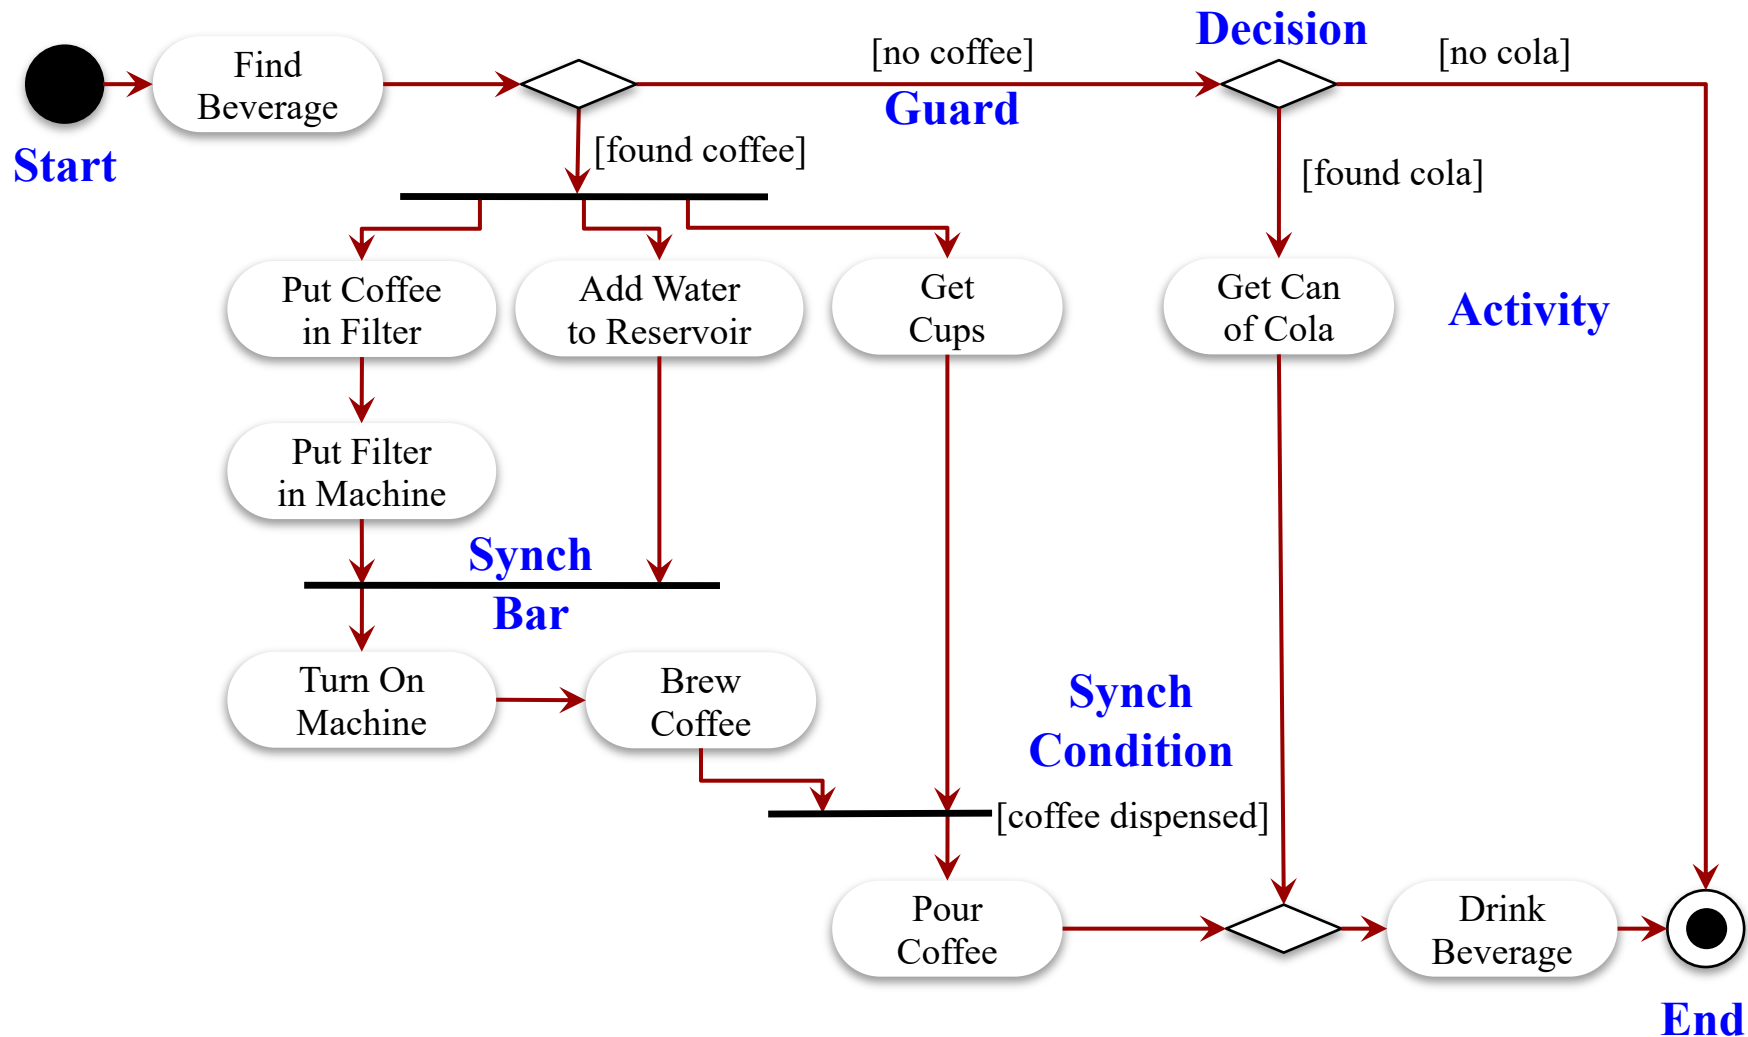 Decision
[no coffee]
[no cola]
Find
Beverage
Guard
Start
[found coffee]
[found cola]
Put Coffee
in Filter
Add Water
to Reservoir
Get
Cups
Get Can
of Cola
Activity
Put Filter
in Machine
Synch
Bar
Turn On
Machine
Brew
Coffee
Synch
Condition
[coffee dispensed]
Pour
Coffee
Drink
Beverage
End